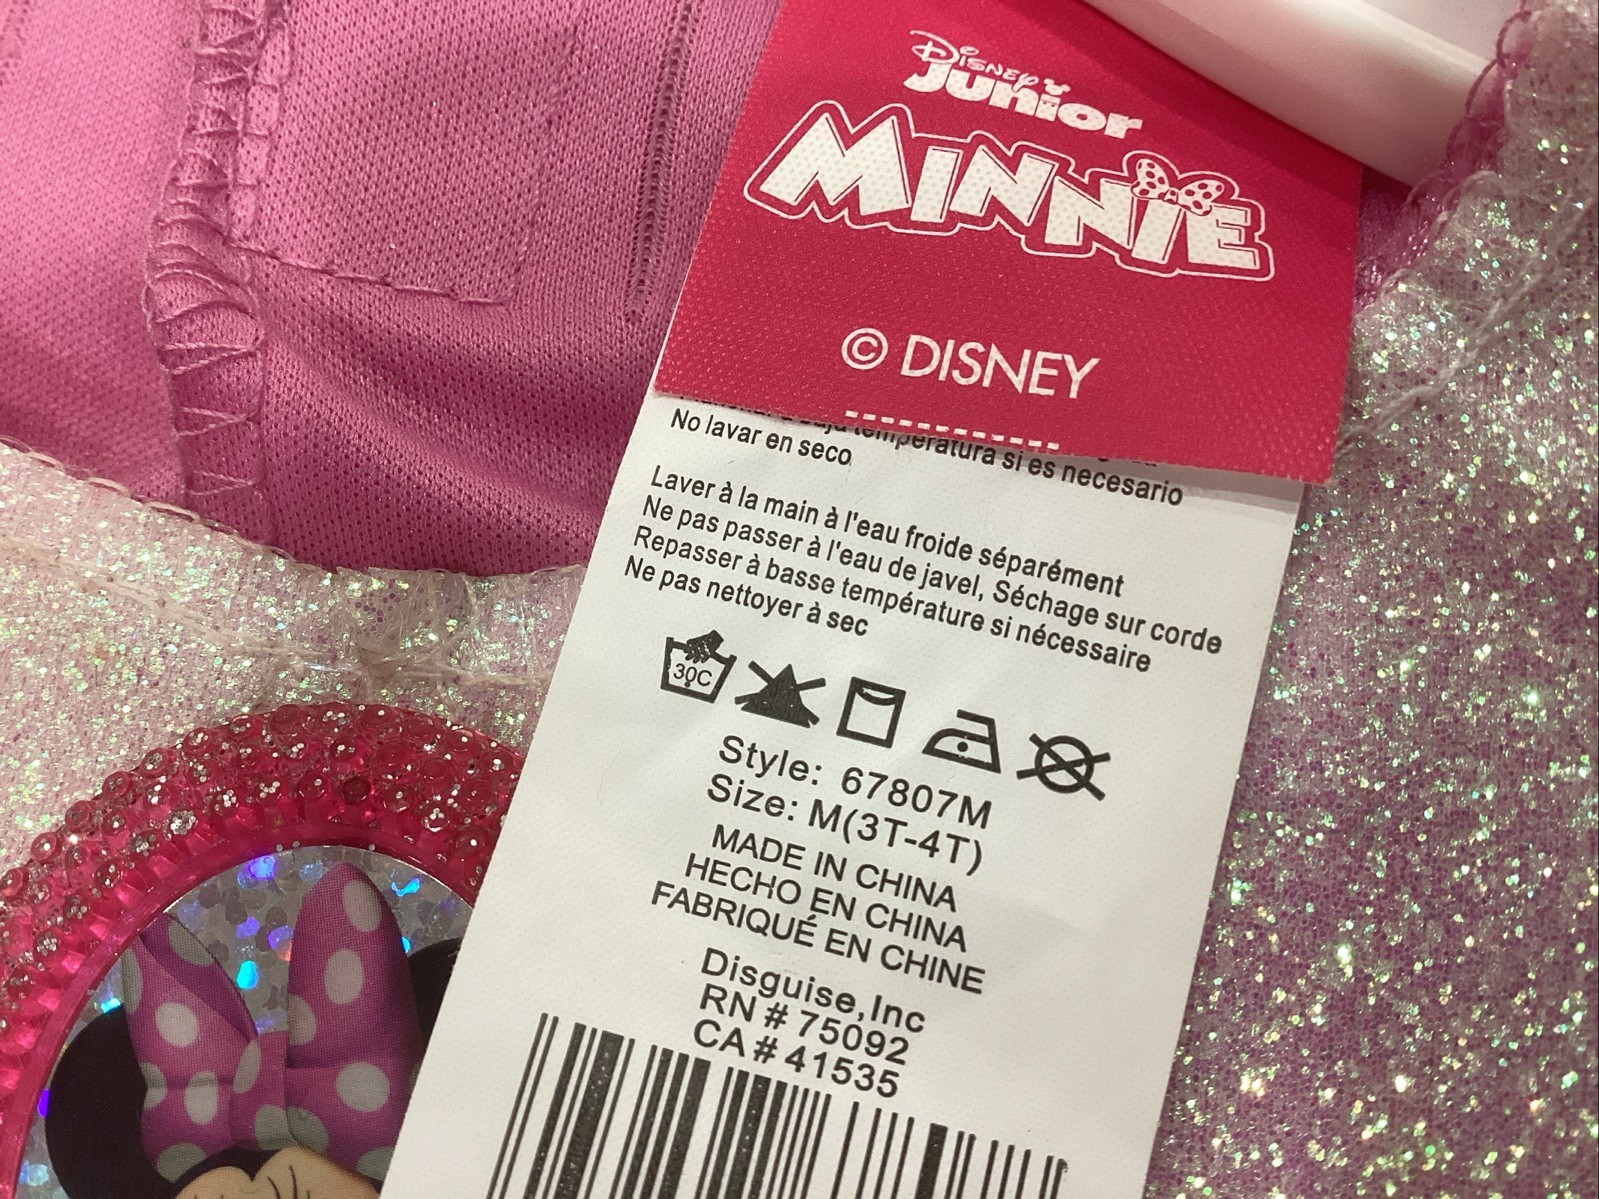 Disney
Junior
MINNIE
© DISNEY
temperatura si es necesario
No lavar en seco
Laver à la main à l'eau froide séparément
Ne pas passer à l'eau de javel, Séchage sur corde
Repasser à basse température si nécessaire
Ne pas nettoyer à sec
30C
Style: 67807M
Size: M(3T-4T)
MADE IN CHINA
HECHO EN CHINA
FABRIQUÉ EN CHINE
Disguise,Inc
RN # 75092
CA # 41535